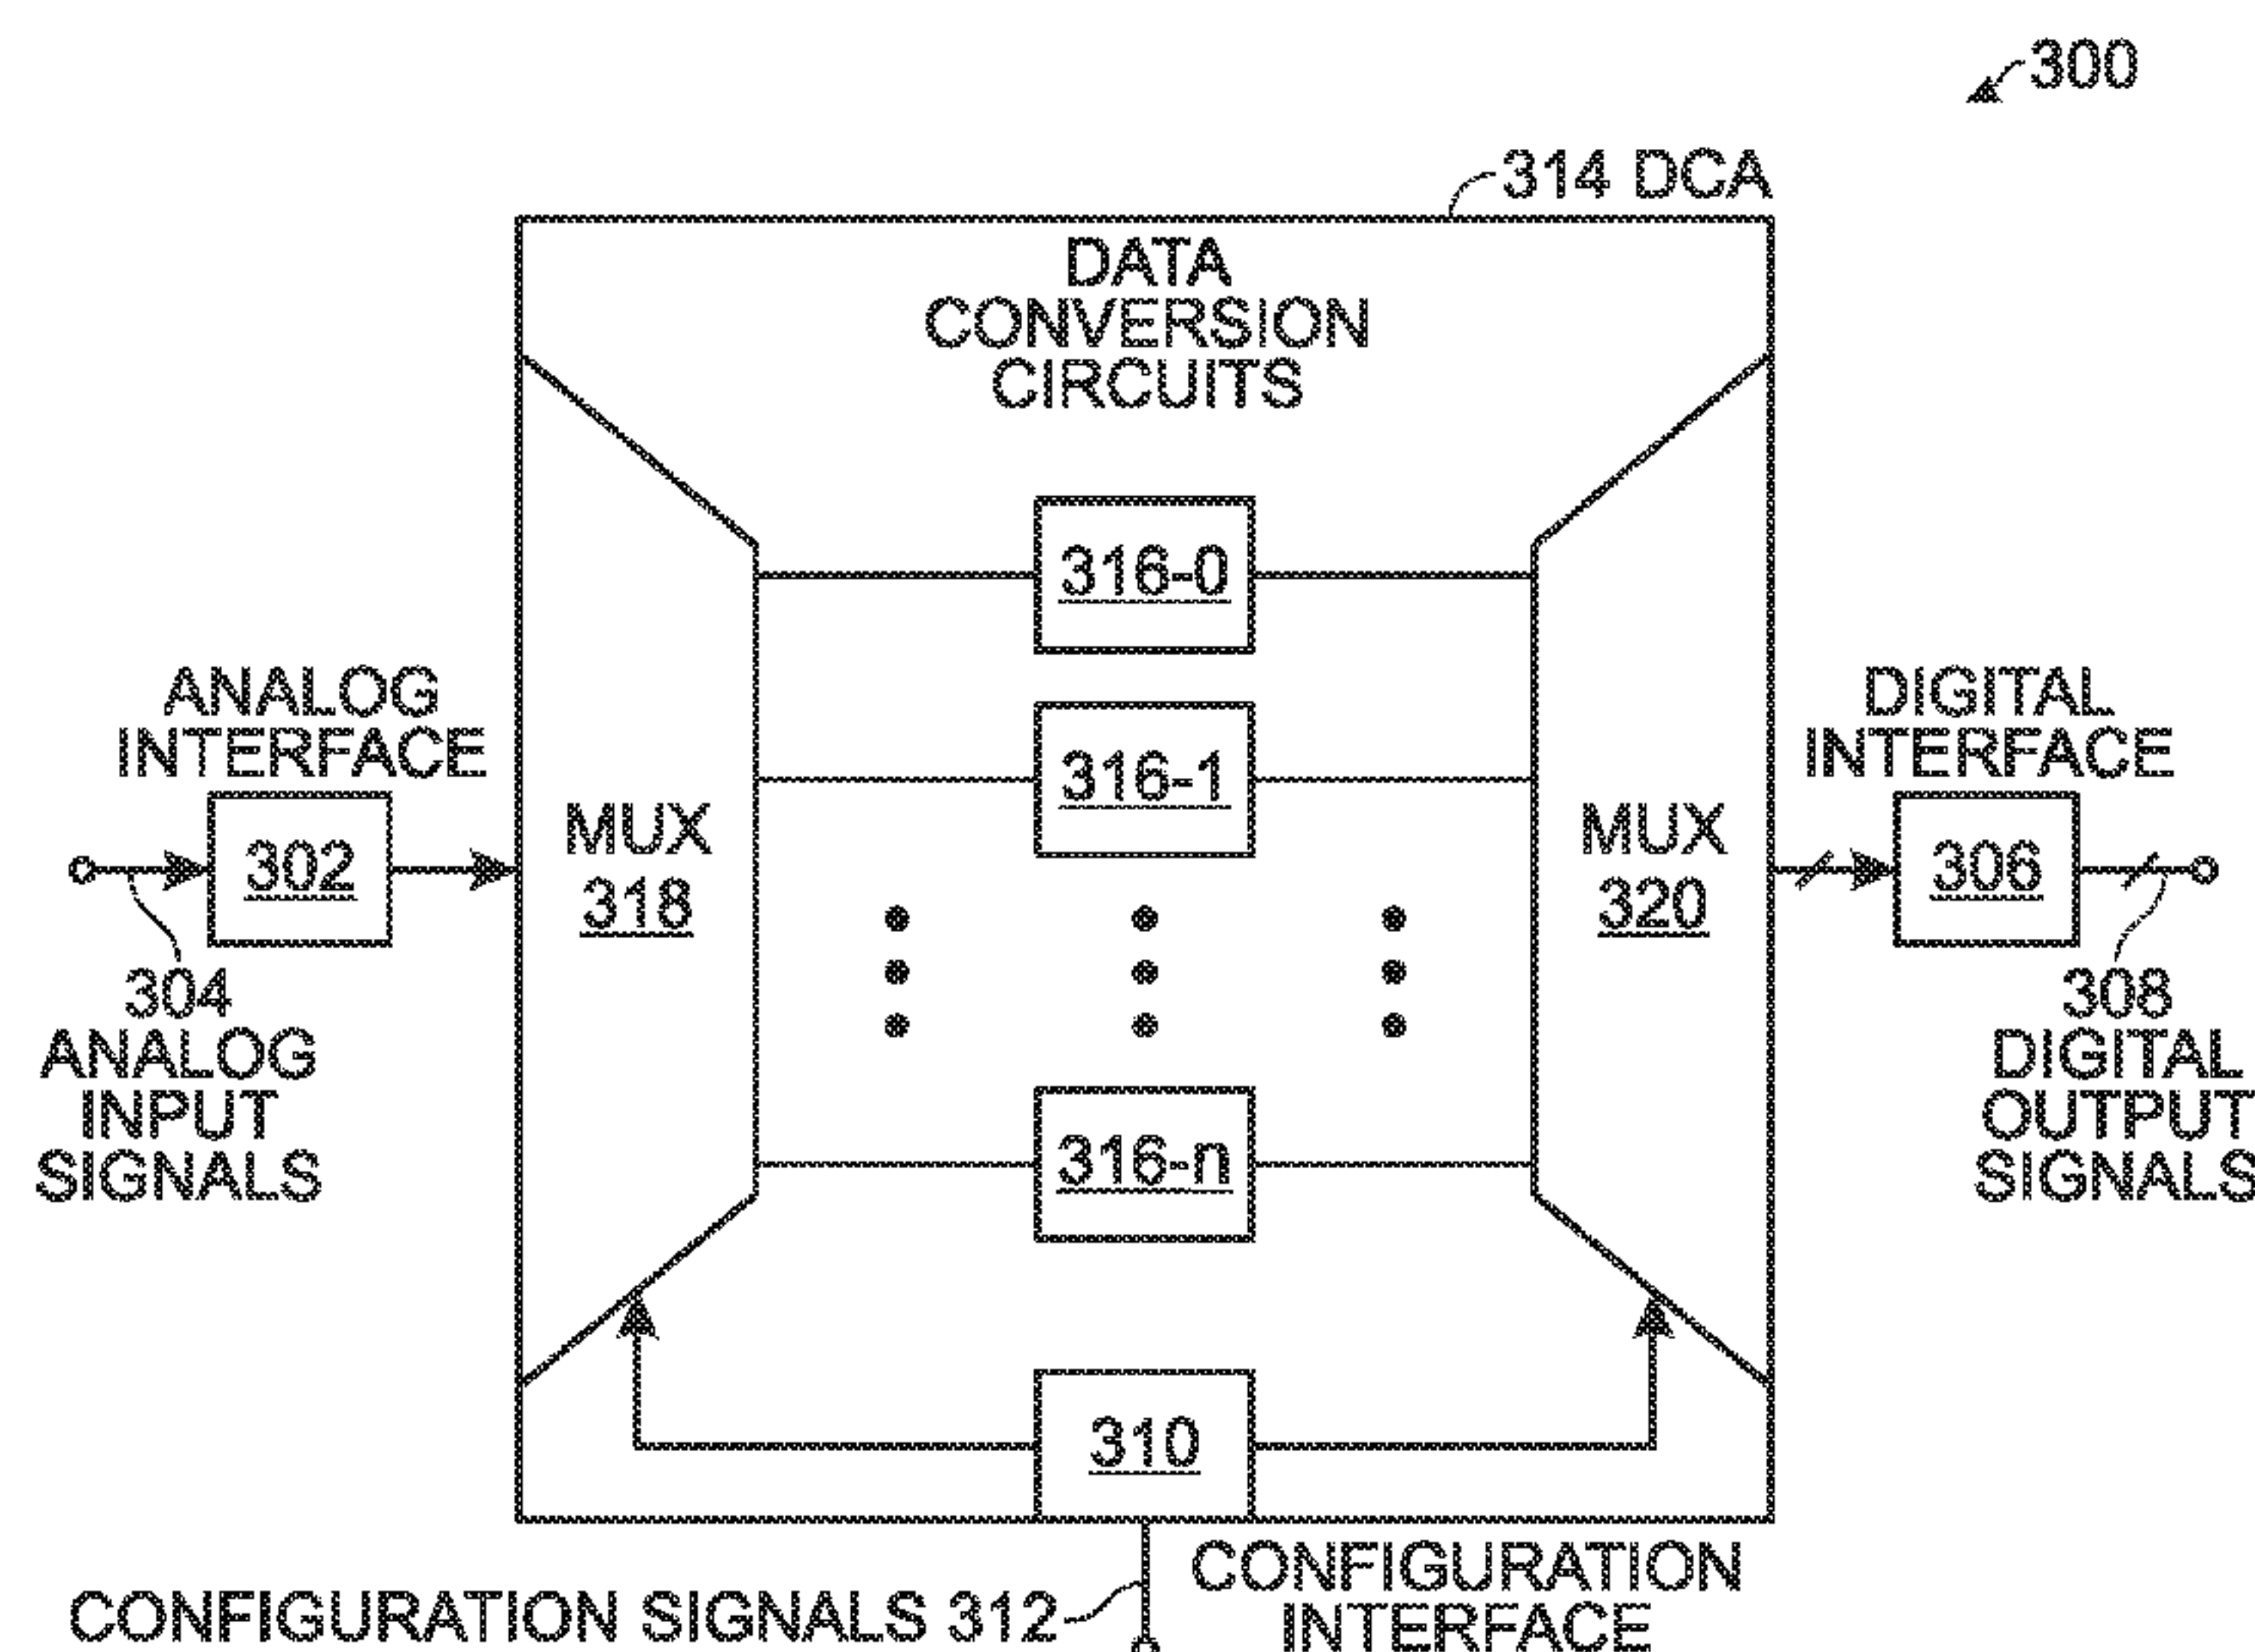 300
314 DCA
DATA
CONVERSION
CIRCUITS
316-0
ANALOG
INTERFACE
302
304
ANALOG
INPUT
SIGNALS
MUX
318
316-1
316-n
MUX
320
DIGITAL
INTERFACE
306
308
DIGITAL
OUTPUT
SIGNALS
310
CONFIGURATION SIGNALS 312
CONFIGURATION
INTERFACE